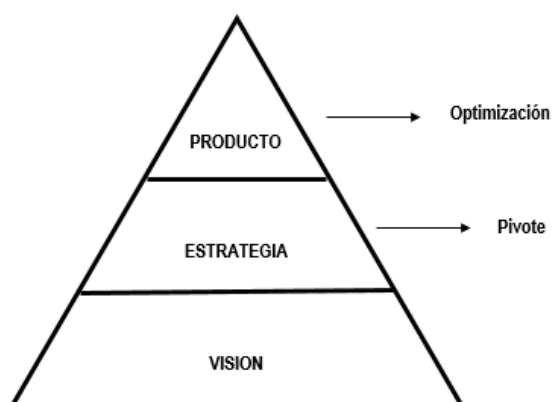 PRODUCTO
Optimización
ESTRATEGIA
Pivote
VISION